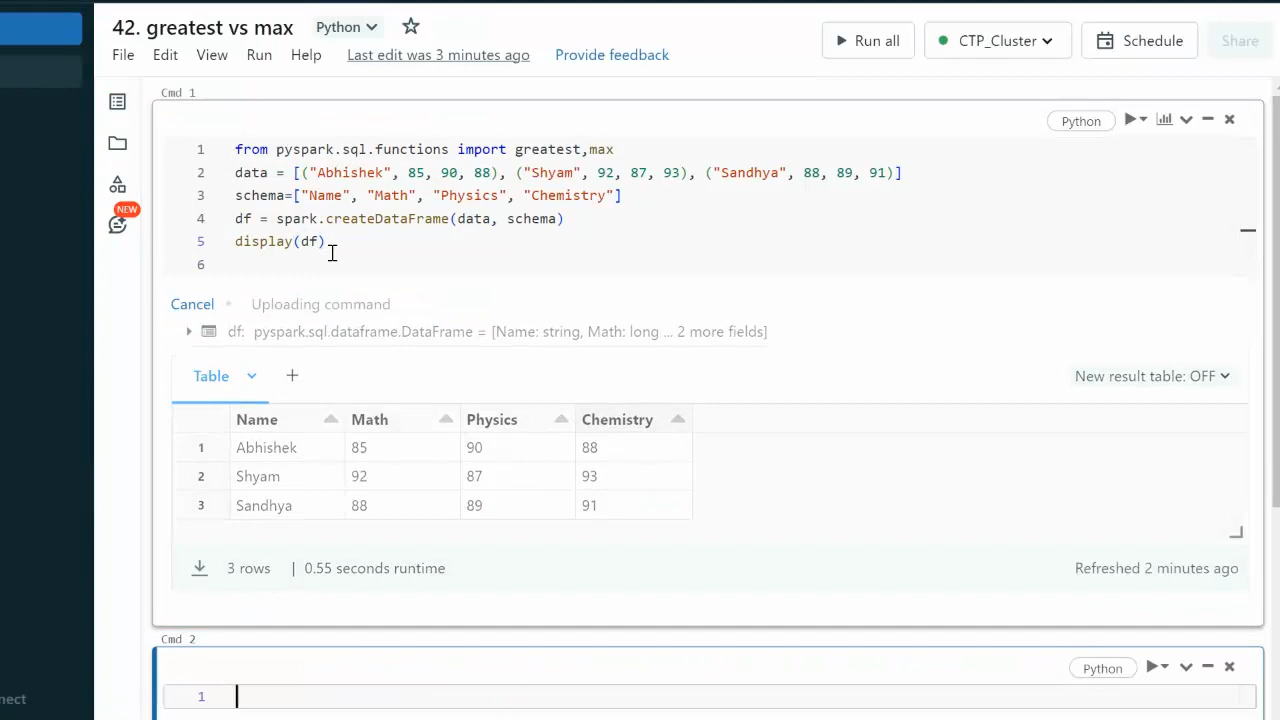 42. greatest vs max Python
File Edit View Run Help Last edit was 3 minutes ago Provide feedback
Run all CTP_Cluster Schedule Share
NEW
Cmd 1
Python
1 from pyspark.sql.functions import greatest,max
2 data = [("Abhishek", 85, 90, 88), ("Shyam", 92, 87, 93), ("Sandhya", 88, 89, 91)]
3 schema=["Name", "Math", "Physics", "Chemistry"]
4 df = spark.createDataFrame(data, schema)
5 display(df)
6
Cancel Uploading command
df: pyspark.sql.dataframe.DataFrame = [Name: string, Math: long ... 2 more fields]
Table + New result table: OFF
Name Math Physics Chemistry
1 Abhishek 85 90 88
2 Shyam 92 87 93
3 Sandhya 88 89 91
3 rows | 0.55 seconds runtime Refreshed 2 minutes ago
Cmd 2
Python
1
nect